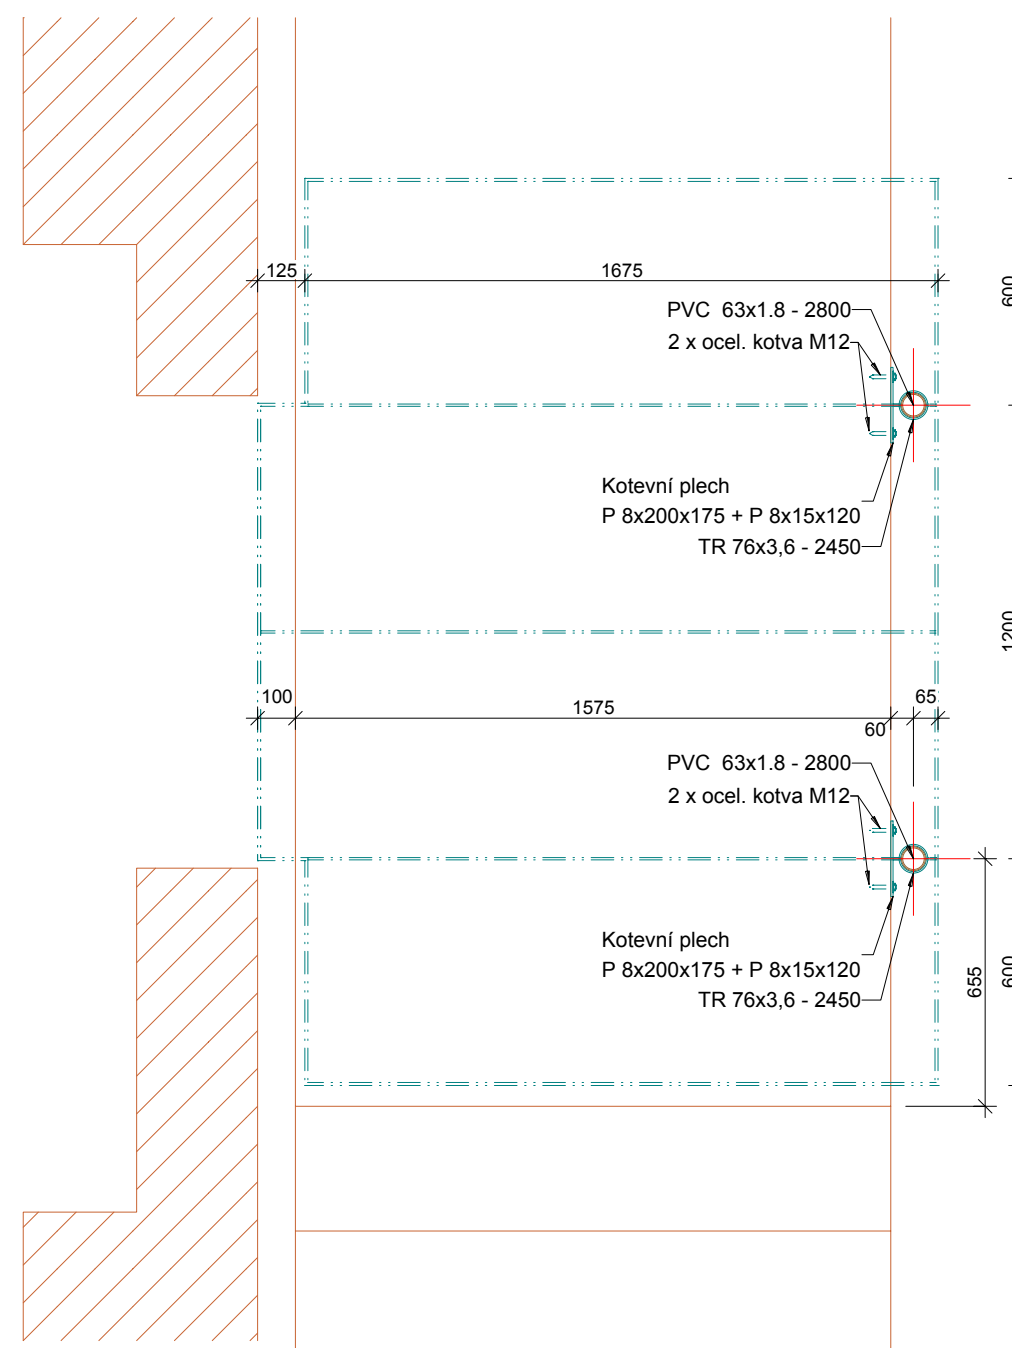 125
1675
600
PVC 63x1.8 - 2800
2 x ocel. kotva M12
Kotevní plech
P 8x200x175 + P 8x15x120
TR 76x3,6 - 2450
1200
100
1575
65
60
PVC 63x1.8 - 2800
2 x ocel. kotva M12
Kotevní plech
P 8x200x175 + P 8x15x120
TR 76x3,6 - 2450
655
600